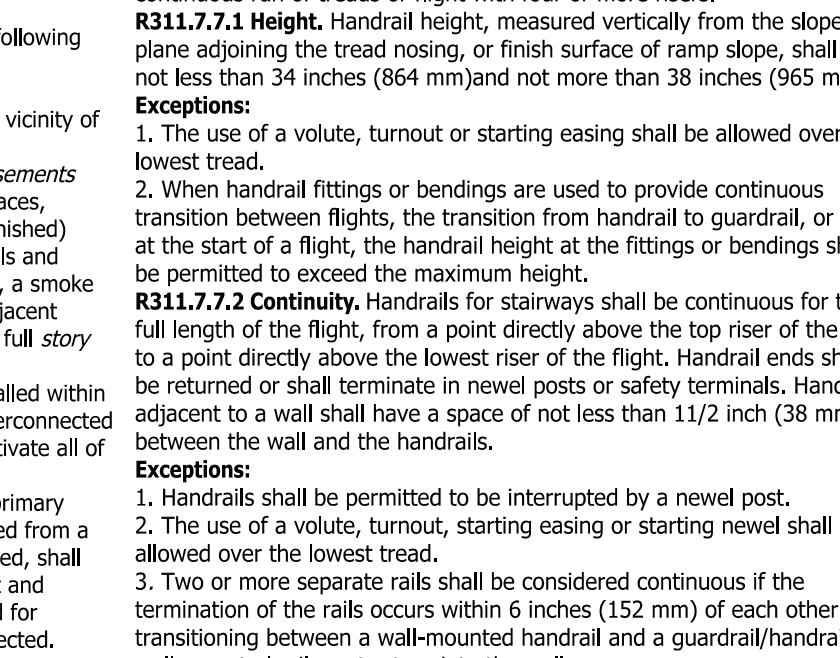 following
vicinity of
sements
aces,
nished)
ls and
, a smoke
jacent
full story
alled within
erconnected
tivate all of
primary
ed from a
ed, shall
t and
d for
ected.
R311.7.7.1 Height. Handrail height, measured vertically from the slope
plane adjoining the tread nosing, or finish surface of ramp slope, shall
not less than 34 inches (864 mm)and not more than 38 inches (965 m
Exceptions:
1. The use of a volute, turnout or starting easing shall be allowed over
lowest tread.
2. When handrail fittings or bendings are used to provide continuous
transition between flights, the transition from handrail to guardrail, or
at the start of a flight, the handrail height at the fittings or bendings sh
be permitted to exceed the maximum height.
R311.7.7.2 Continuity. Handrails for stairways shall be continuous for t
full length of the flight, from a point directly above the top riser of the
to a point directly above the lowest riser of the flight. Handrail ends sh
be returned or shall terminate in newel posts or safety terminals. Hand
adjacent to a wall shall have a space of not less than 11/2 inch (38 mm
between the wall and the handrails.
Exceptions:
1. Handrails shall be permitted to be interrupted by a newel post.
2. The use of a volute, turnout, starting easing or starting newel shall
allowed over the lowest tread.
3. Two or more separate rails shall be considered continuous if the
termination of the rails occurs within 6 inches (152 mm) of each other
transitioning between a wall-mounted handrail and a guardrail/handra